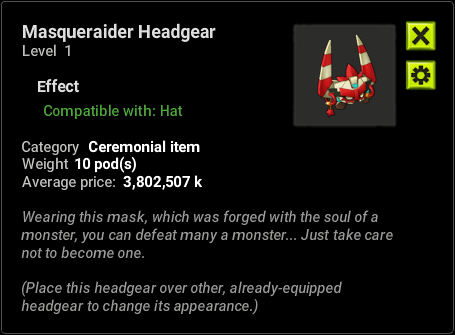 Masqueraider Headgear
Level 1
Effect
Compatible with: Hat
Category Ceremonial item
Weight 10 pod(s)
Average price: 3,802,507 k
Wearing this mask, which was forged with the soul of a
monster, you can defeat many a monster... Just take care
not to become one.
(Place this headgear over other, already-equipped
headgear to change its appearance.)